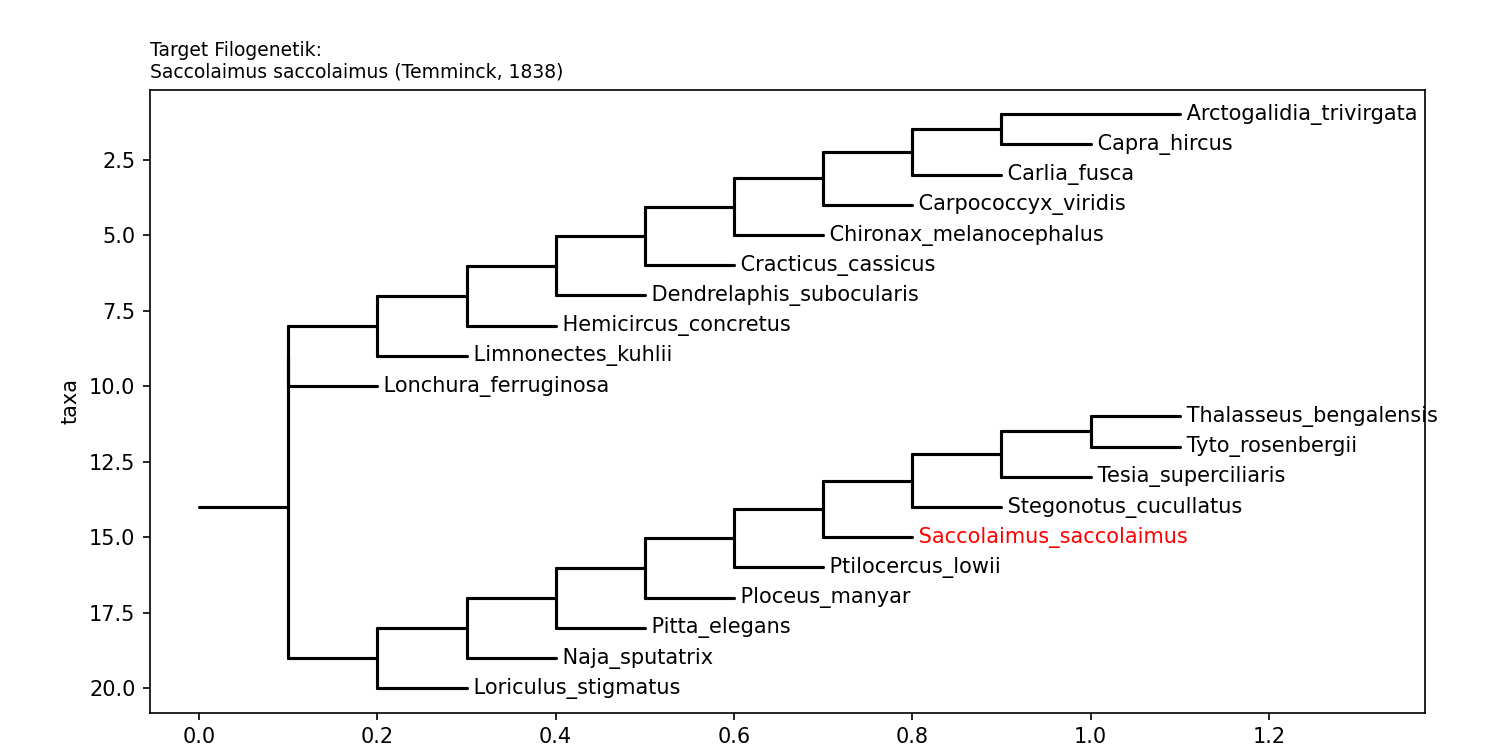 Target Filogenetik:
Saccolaimus saccolaimus (Temminck, 1838)
Arctogalidia_trivirgata
Capra_hircus
2.5
Carlia_fusca
Carpococcyx_viridis
5.0
Chironax_melanocephalus
Cracticus_cassicus
Dendrelaphis_subocularis
7.5
Hemicircus_concretus
Limnonectes_kuhlii
taxa
10.0
Lonchura_ferruginosa
Thalasseus_bengalensis
Tyto_rosenbergii
12.5
Tesia_superciliaris
Stegonotus_cucullatus
15.0
Saccolaimus_saccolaimus
Ptilocercus_lowii
Ploceus_manyar
17.5
Pitta_elegans
Naja_sputatrix
20.0
Loriculus_stigmatus
0.0 0.2 0.4 0.6 0.8 1.0 1.2